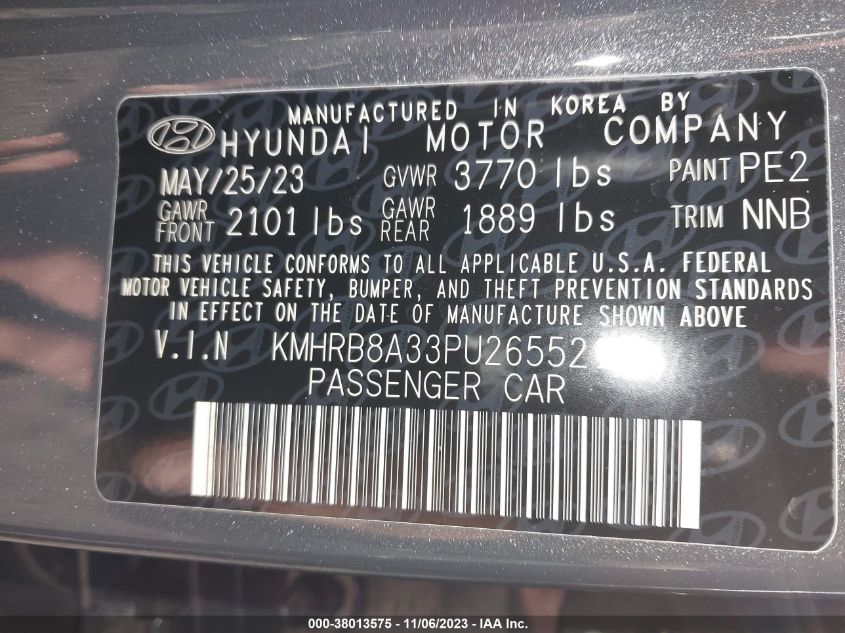 MANUFACTURED IN KOREA BY
HYUNDAI MOTOR COMPANY
MAY/25/23 GVWR 3770 lbs PAINT PE2
GAWR FRONT 2101 lbs GAWR REAR 1889 lbs TRIM NNB
THIS VEHICLE CONFORMS TO ALL APPLICABLE U.S.A. FEDERAL
MOTOR VEHICLE SAFETY, BUMPER, AND THEFT PREVENTION STANDARDS
IN EFFECT ON THE DATE OF MANUFACTURE SHOWN ABOVE
V.I.N
PASSENGER CAR
000-38013575 - 11/06/2023 - IAA Inc.